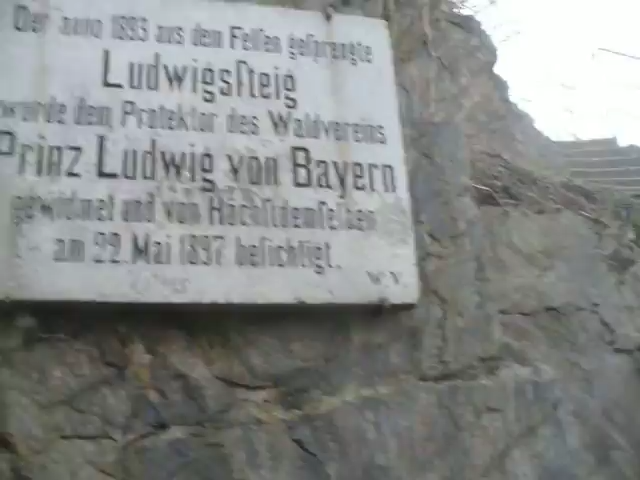 Der anno 1893 aus dem Felsen gesprengte
Ludwigsteig
wurde dem Protektor des Waldvereins
Prinz Ludwig von Bayern
gewidmet und von Höchstdemselben
am 22. Mai 1897 besichtigt.
W.V.